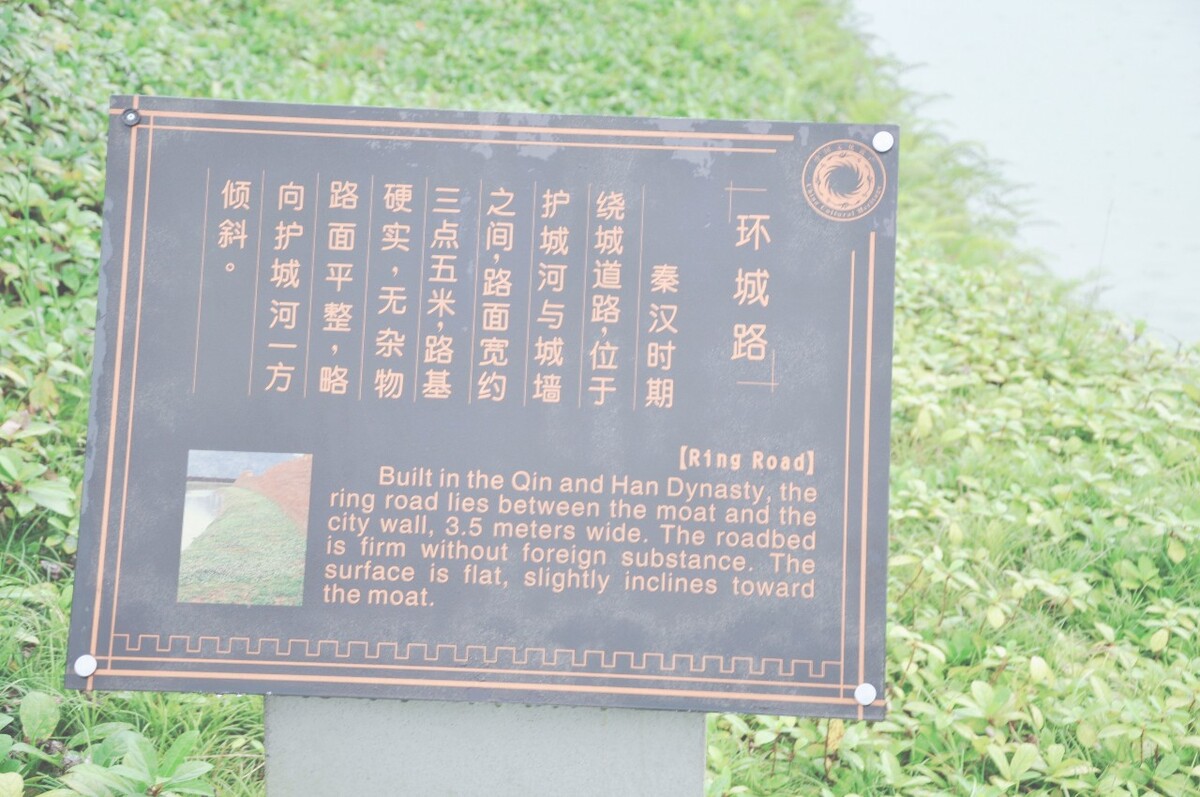 环城路
秦汉时期
绕城道路，位于
护城河与城墙
之间，路面宽约
三点五米，路基
硬实，无杂物
路面平整，略
向护城河一方
倾斜。
【Ring Road】
Built in the Qin and Han Dynasty, the
ring road lies between the moat and the
city wall, 3.5 meters wide. The roadbed
is firm without foreign substance. The
surface is flat, slightly inclines toward
the moat.